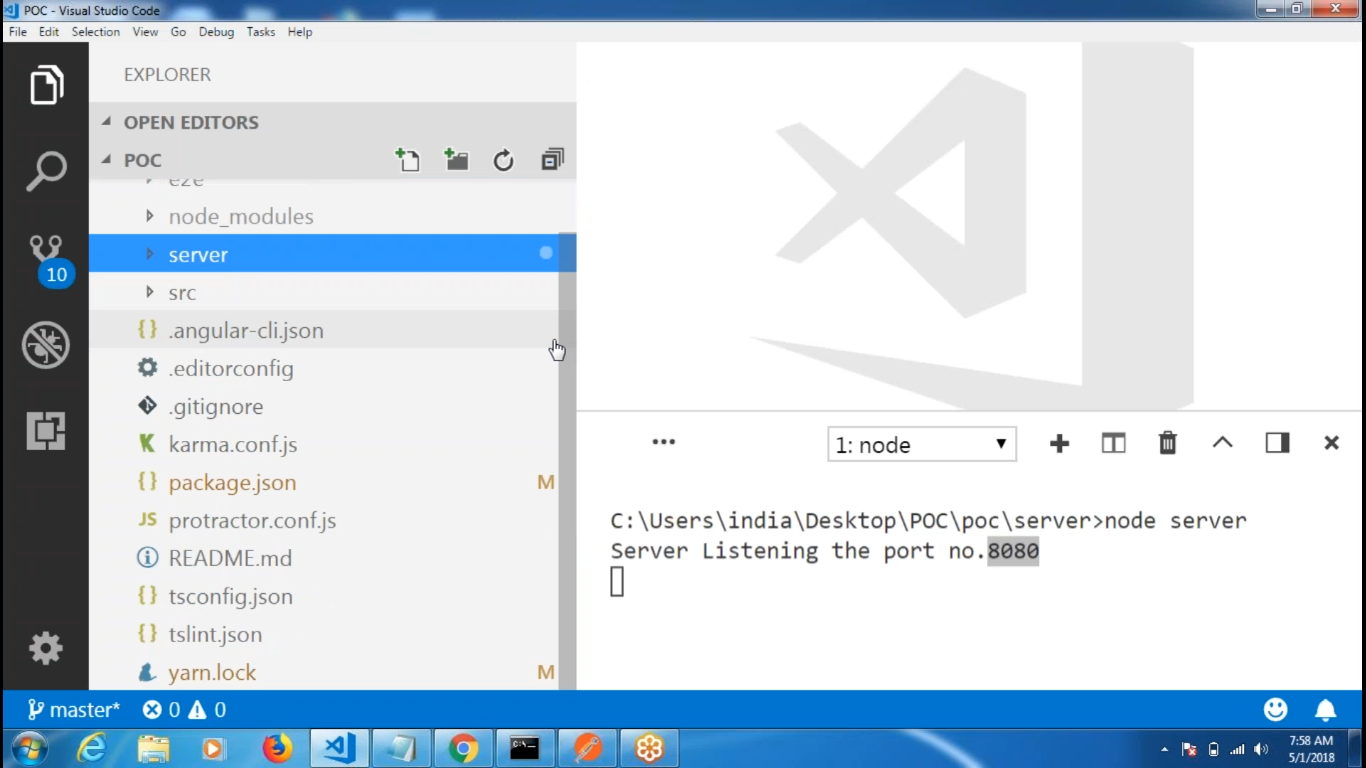 POC - Visual Studio Code
File Edit Selection View Go Debug Tasks Help
EXPLORER
OPEN EDITORS
POC
e2e
node_modules
server
src
{} .angular-cli.json
.editorconfig
.gitignore
K karma.conf.js
{} package.json M
JS protractor.conf.js
README.md
{} tsconfig.json
{} tslint.json
yarn.lock M
10
... 1: node
C:\Users\india\Desktop\POC\poc\server>node server
Server Listening the port no.8080
master* 0 0
7:58 AM
5/1/2018